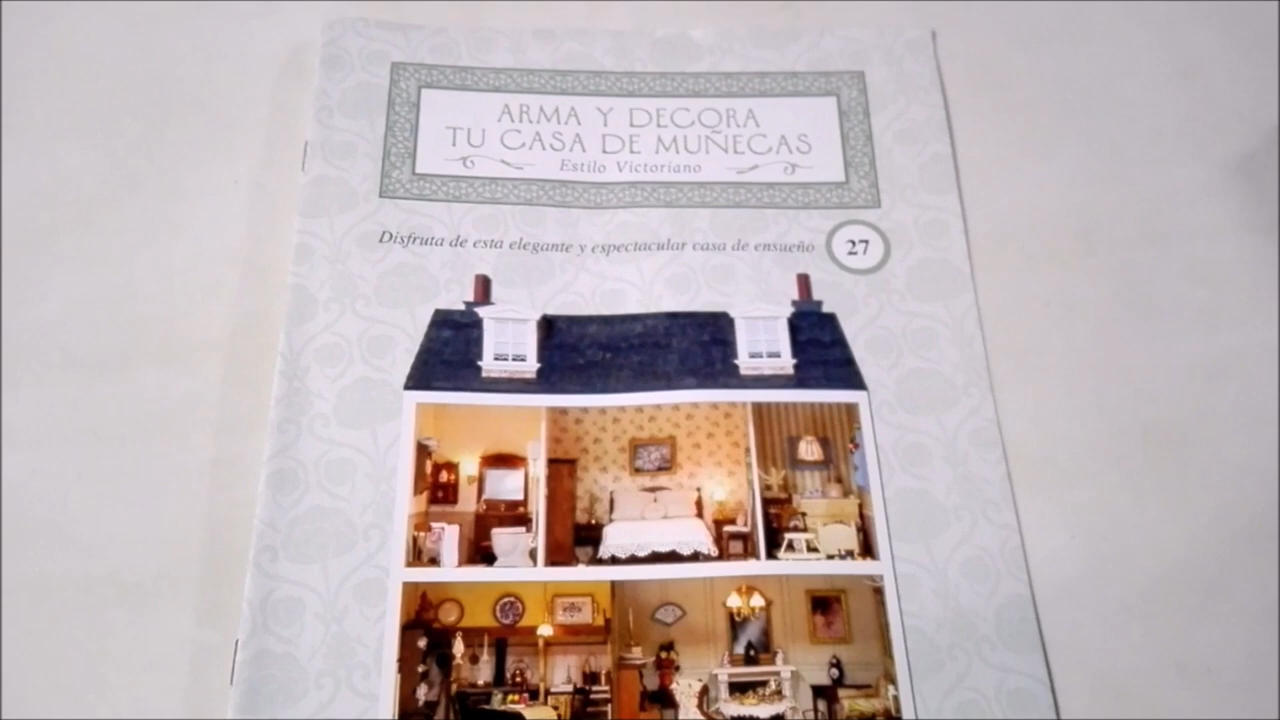 ARMA Y DECORA
TU CASA DE MUÑECAS
Estilo Victoriano
Disfruta de esta elegante y espectacular casa de ensueño
27